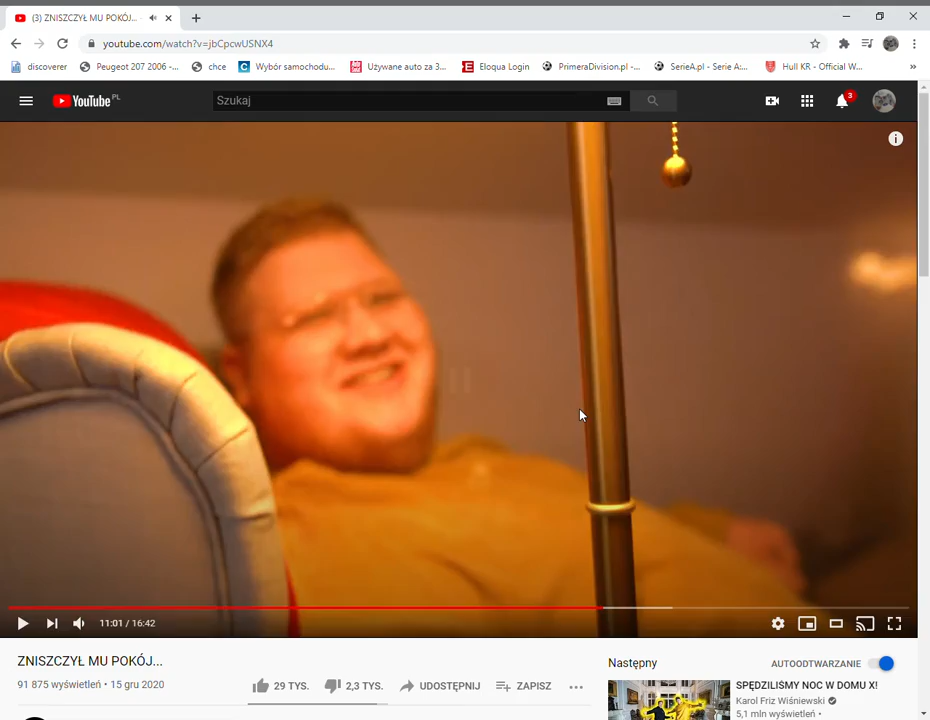 (3) ZNISZCZYŁ MU POKÓJ...
youtube.com/watch?v=jbCpcwUSNX4
discoverer
Peugeot 207 2006 -...
chce
Wybór samochodu...
Używane auto za 3...
Eloqua Login
PrimeraDivision.pl -...
SerieA.pl - Serie A:...
Hull KR - Official W...
»
YouTube PL
Szukaj
3
11:01 / 16:42
ZNISZCZYŁ MU POKÓJ...
91 875 wyświetleń • 15 gru 2020
29 TYS.
2,3 TYS.
UDOSTĘPNIJ
ZAPISZ
Następny
AUTOODTWARZANIE
SPĘDZILIŚMY NOC W DOMU X!
Karol Friz Wiśniewski
5,1 mln wyświetleń •